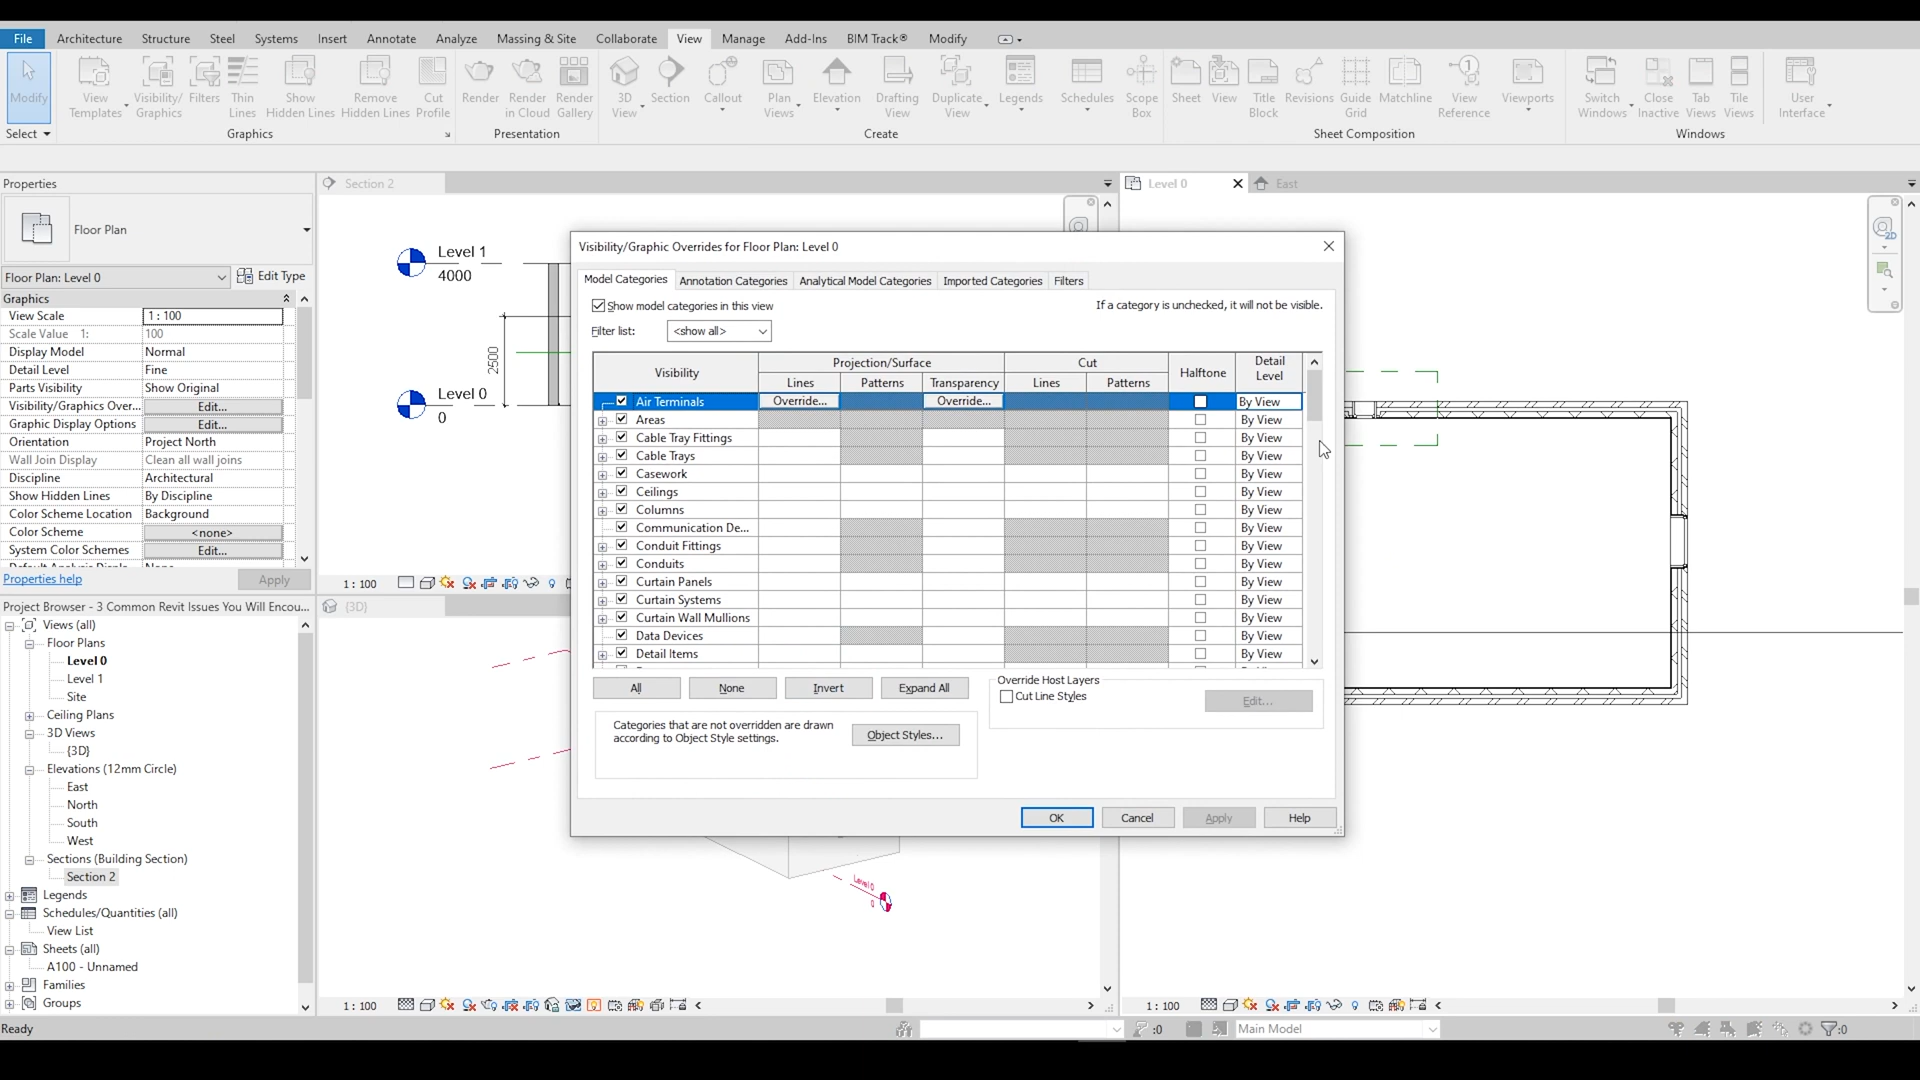 File Architecture Structure Steel Systems Insert Annotate Analyze Massing & Site Collaborate View Manage Add-Ins BIM Track® Modify
Modify View Templates Visibility/ Graphics Filters Thin Lines Show Hidden Lines Remove Hidden Lines Cut Profile Render Render in Cloud Render Gallery 3D View Section Callout Plan Views Elevation Drafting View Duplicate View Legends Schedules Scope Box Sheet View Title Block Revisions Guide Grid Matchline View Reference Viewports Switch Windows Close Inactive Tab Views Tile Views User Interface
Select Graphics Presentation Create Sheet Composition Windows
Properties
Floor Plan
Floor Plan: Level 0 Edit Type
Graphics
View Scale 1 : 100
Scale Value 1: 100
Display Model Normal
Detail Level Fine
Parts Visibility Show Original
Visibility/Graphics Over... Edit...
Graphic Display Options Edit...
Orientation Project North
Wall Join Display Clean all wall joins
Discipline Architectural
Show Hidden Lines By Discipline
Color Scheme Location Background
Color Scheme <none>
System Color Schemes Edit...
Properties help Apply
Project Browser - 3 Common Revit Issues You Will Encou...
Views (all)
Floor Plans
Level 0
Level 1
Site
Ceiling Plans
3D Views
{3D}
Elevations (12mm Circle)
East
North
South
West
Sections (Building Section)
Section 2
Legends
Schedules/Quantities (all)
View List
Sheets (all)
A100 - Unnamed
Families
Groups
Ready
Section 2
Level 1
4000
2500
Level 0
0
1 : 100
{3D}
Level 0
0
1 : 100
Level 0 East
2D
1 : 100
:0 Main Model :0
Visibility/Graphic Overrides for Floor Plan: Level 0
Model Categories Annotation Categories Analytical Model Categories Imported Categories Filters
Show model categories in this view If a category is unchecked, it will not be visible.
Filter list: <show all>
Visibility Projection/Surface Cut Halftone Detail Level
Lines Patterns Transparency Lines Patterns
Air Terminals Override... Override... By View
Areas By View
Cable Tray Fittings By View
Cable Trays By View
Casework By View
Ceilings By View
Columns By View
Communication De... By View
Conduit Fittings By View
Conduits By View
Curtain Panels By View
Curtain Systems By View
Curtain Wall Mullions By View
Data Devices By View
Detail Items By View
All None Invert Expand All
Override Host Layers
Cut Line Styles Edit...
Categories that are not overridden are drawn
according to Object Style settings. Object Styles...
OK Cancel Apply Help